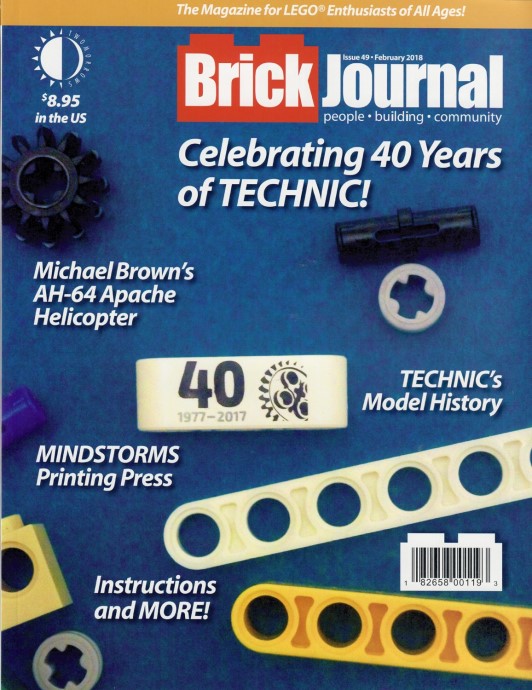 The Magazine for LEGO® Enthusiasts of All Ages!
TWOMORROWS
$8.95
in the US
Brick Journal
Issue 49 • February 2018
people • building • community
Celebrating 40 Years
of TECHNIC!
Michael Brown's
AH-64 Apache
Helicopter
40
1977–2017
TECHNIC's
Model History
MINDSTORMS
Printing Press
Instructions
and MORE!
1 82658 00119 3